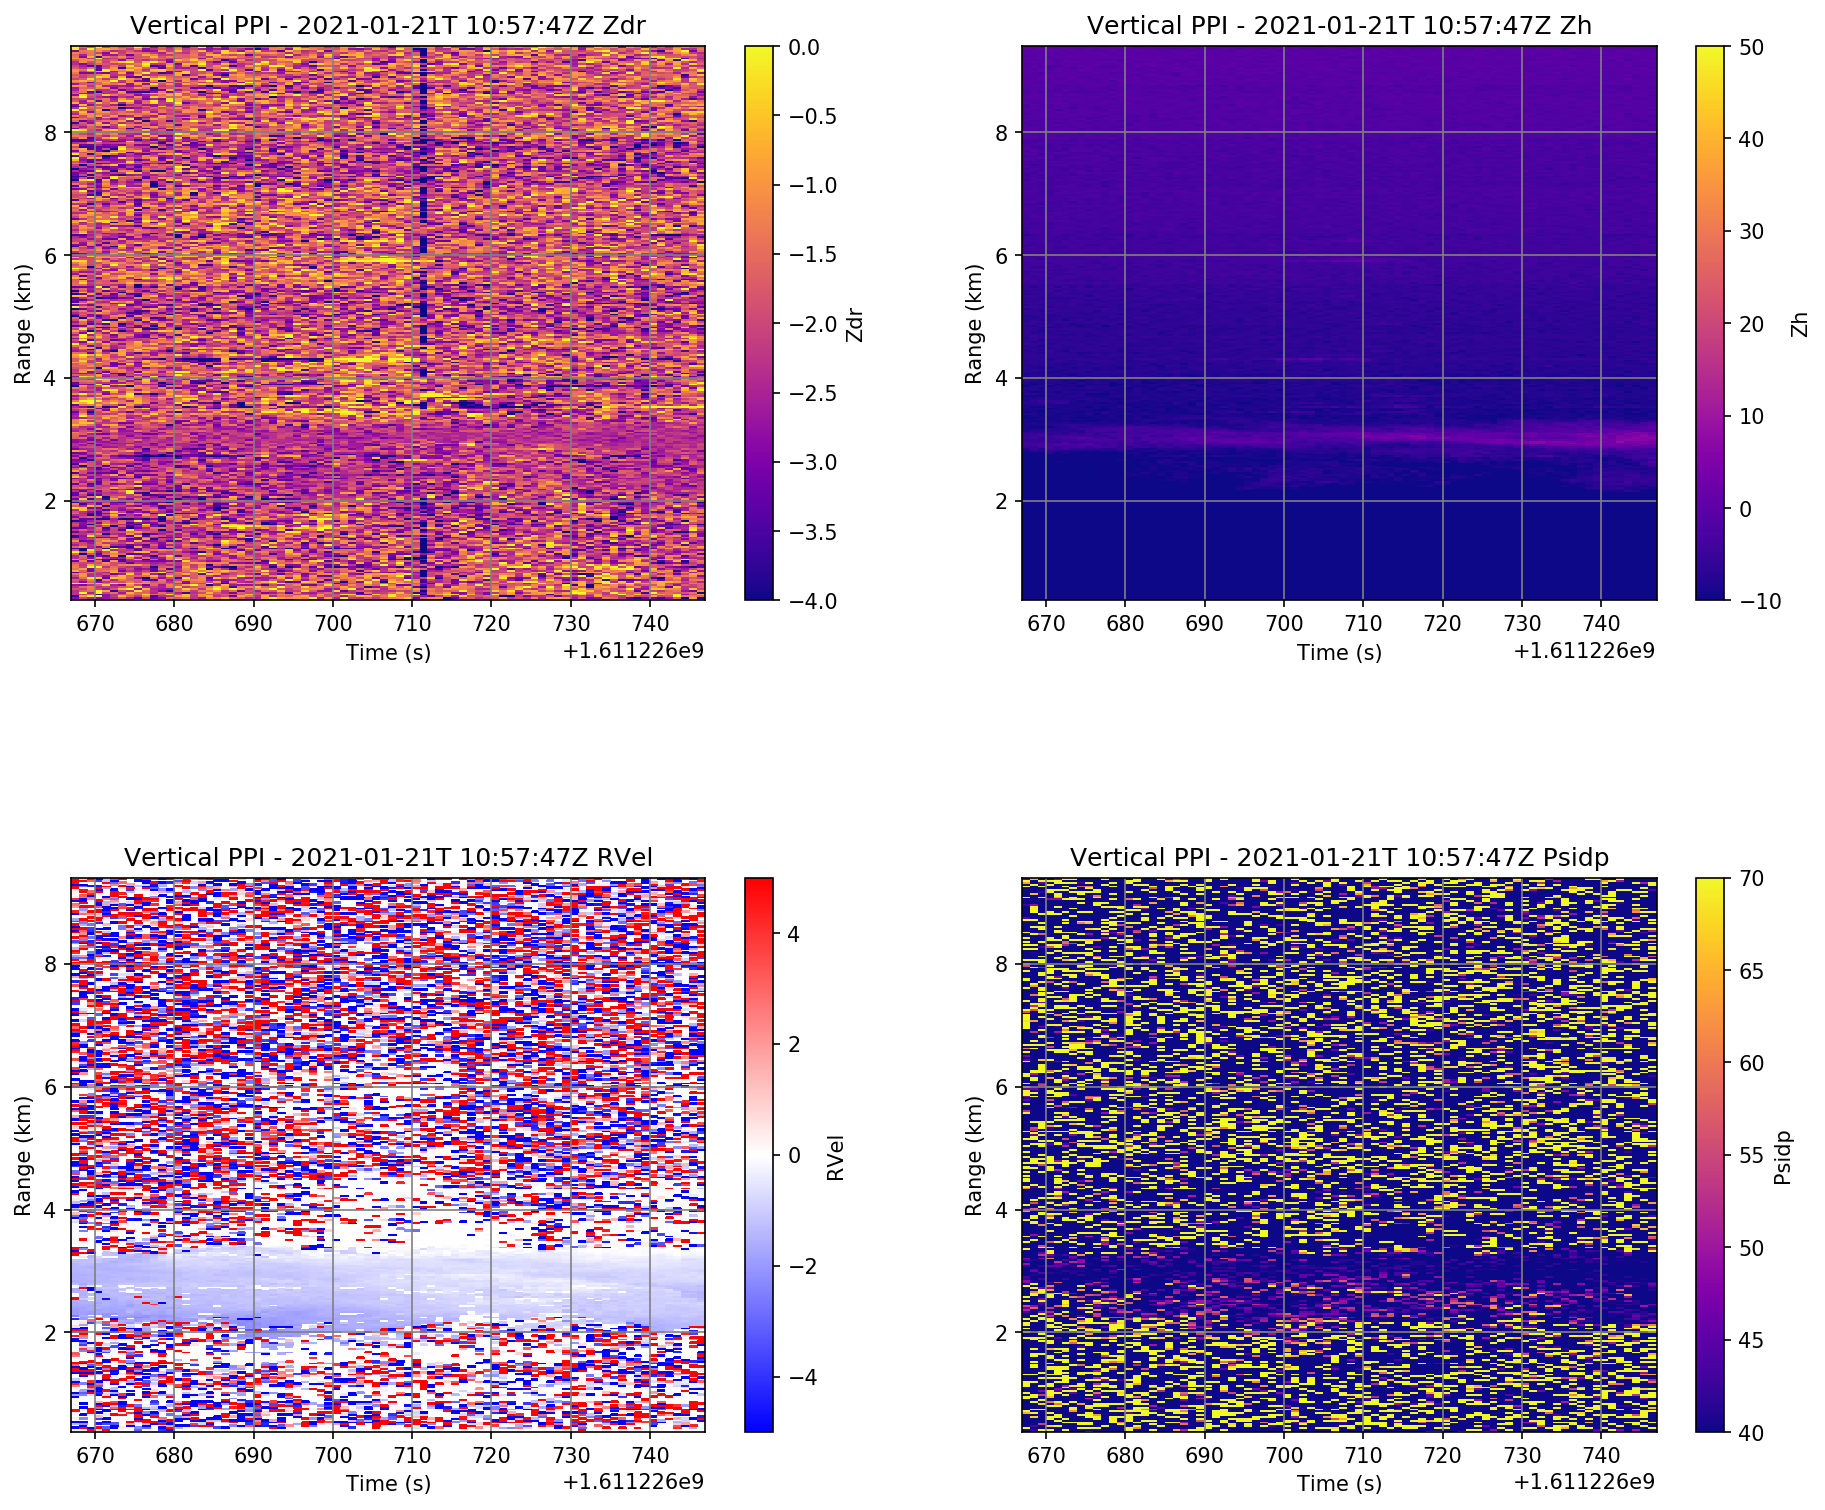 Vertical PPI - 2021-01-21T 10:57:47Z Zdr
Range (km)
8
6
4
2
670 680 690 700 710 720 730 740
Time (s)
+1.611226e9
0.0
−0.5
−1.0
−1.5
−2.0
−2.5
−3.0
−3.5
−4.0
Zdr
Vertical PPI - 2021-01-21T 10:57:47Z Zh
Range (km)
8
6
4
2
670 680 690 700 710 720 730 740
Time (s)
+1.611226e9
50
40
30
20
10
0
−10
Zh
Vertical PPI - 2021-01-21T 10:57:47Z RVel
Range (km)
8
6
4
2
670 680 690 700 710 720 730 740
Time (s)
+1.611226e9
4
2
0
−2
−4
RVel
Vertical PPI - 2021-01-21T 10:57:47Z Psidp
Range (km)
8
6
4
2
670 680 690 700 710 720 730 740
Time (s)
+1.611226e9
70
65
60
55
50
45
40
Psidp